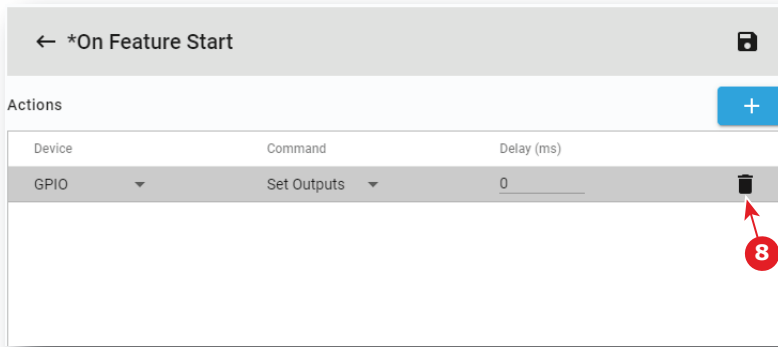 *On Feature Start
Actions
+
Device Command Delay (ms)
GPIO Set Outputs 0
8